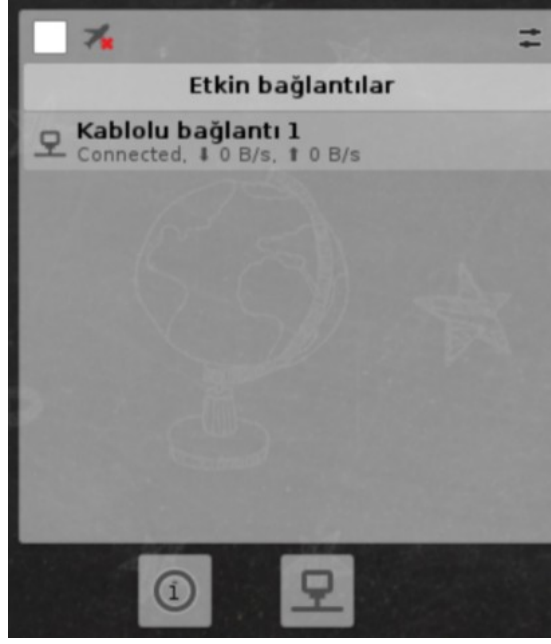 Etkin bağlantılar
Kablolu bağlantı 1
Connected, ⬇ 0 B/s, ⬆ 0 B/s